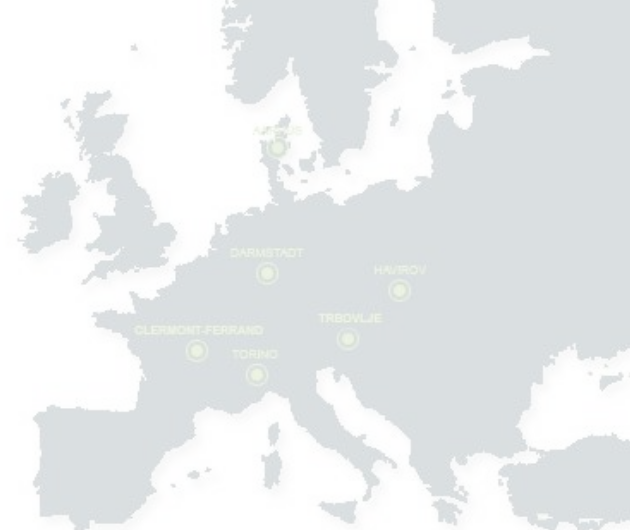 DARMSTADT
HAVIROV
TRBOVLJE
CLERMONT-FERRAND
TORINO